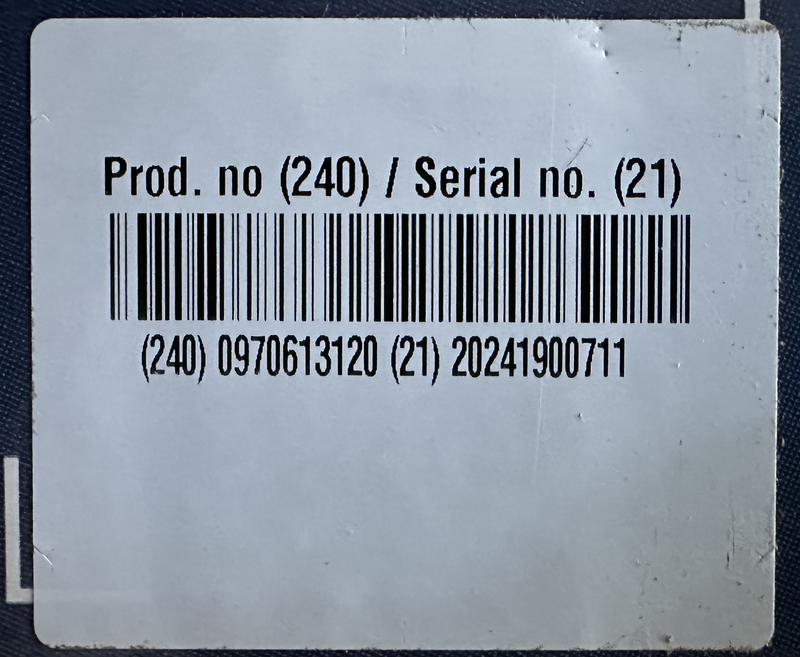 Prod. no (240) / Serial no. (21)
(240) 0970613120 (21) 20241900711